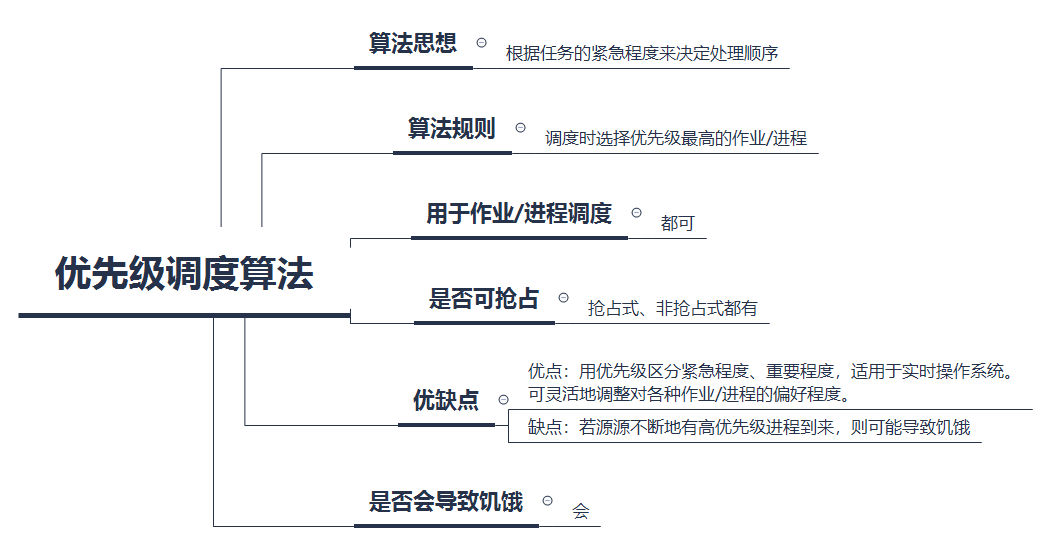 优先级调度算法
算法思想
根据任务的紧急程度来决定处理顺序
算法规则
调度时选择优先级最高的作业/进程
用于作业/进程调度
都可
是否可抢占
抢占式、非抢占式都有
优缺点
优点：用优先级区分紧急程度、重要程度，适用于实时操作系统。
可灵活地调整对各种作业/进程的偏好程度。
缺点：若源源不断地有高优先级进程到来，则可能导致饥饿
是否会导致饥饿
会